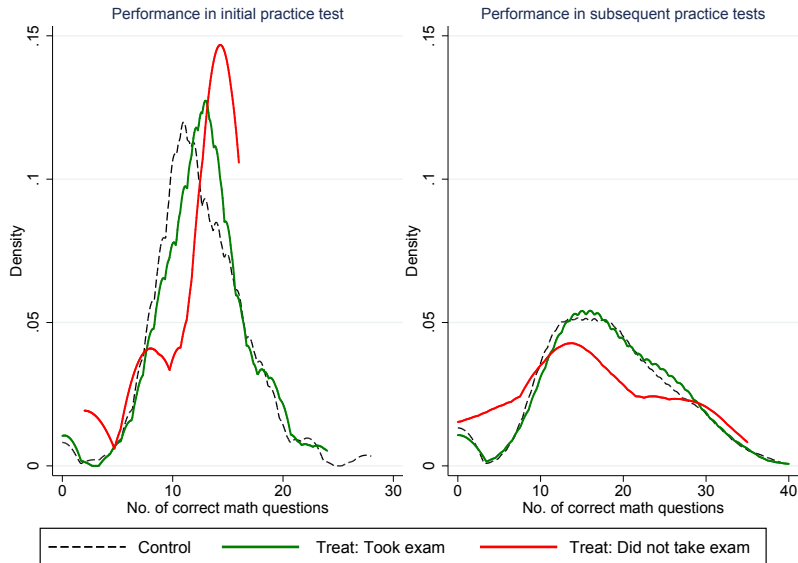 Performance in initial practice test
.15
.1
.05
0
Density
0
10
20
30
No. of correct math questions
Performance in subsequent practice tests
.15
.1
.05
0
Density
0
10
20
30
40
No. of correct math questions
Control
Treat: Took exam
Treat: Did not take exam